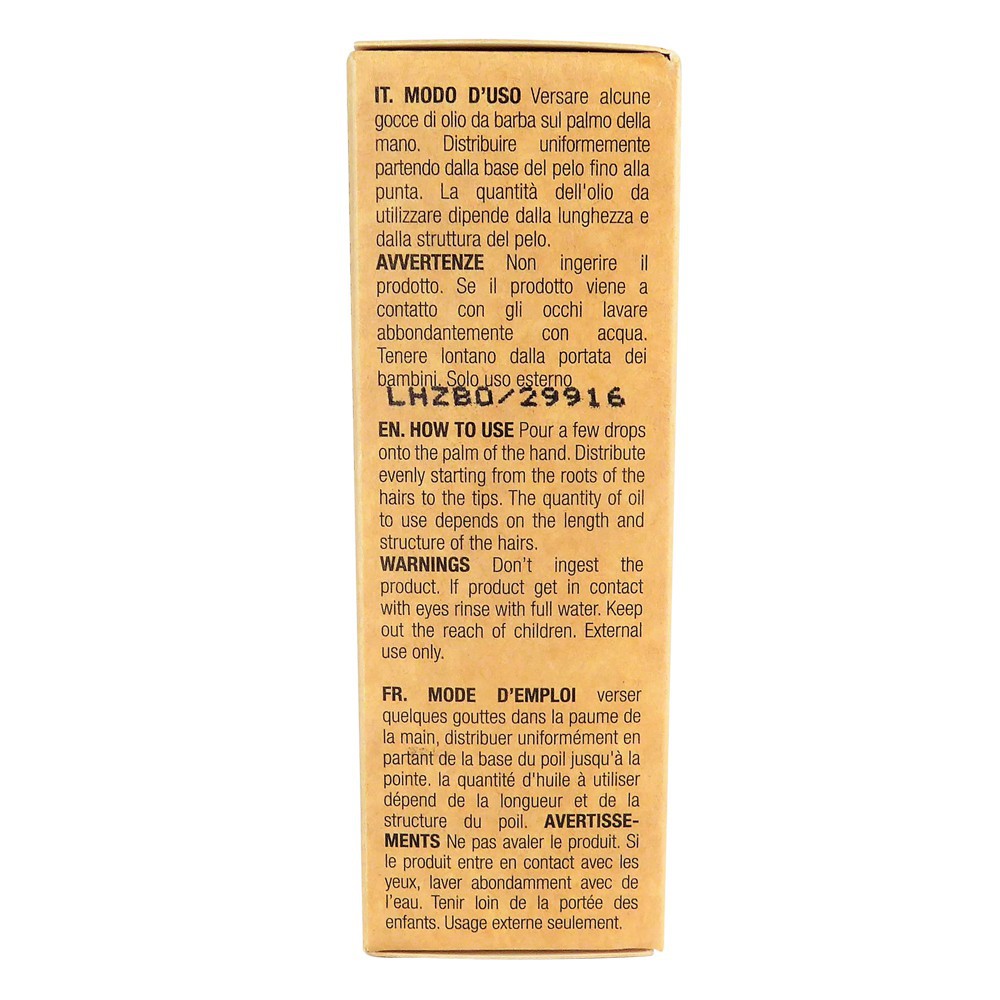 IT. MODO D'USO Versare alcune
gocce di olio da barba sul palmo della
mano. Distribuire uniformemente
partendo dalla base del pelo fino alla
punta. La quantità dell'olio da
utilizzare dipende dalla lunghezza e
dalla struttura del pelo.
AVVERTENZE Non ingerire il
prodotto. Se il prodotto viene a
contatto con gli occhi lavare
abbondantemente con acqua.
Tenere lontano dalla portata dei
bambini. Solo uso esterno
LHZBO/29916
EN. HOW TO USE Pour a few drops
onto the palm of the hand. Distribute
evenly starting from the roots of the
hairs to the tips. The quantity of oil
to use depends on the length and
structure of the hairs.
WARNINGS Don't ingest the
product. If product get in contact
with eyes rinse with full water. Keep
out the reach of children. External
use only.
FR. MODE D'EMPLOI verser
quelques gouttes dans la paume de
la main, distribuer uniformément en
partant de la base du poil jusqu'à la
pointe. la quantité d'huile à utiliser
dépend de la longueur et de la
structure du poil. AVERTISSE-
MENTS Ne pas avaler le produit. Si
le produit entre en contact avec les
yeux, laver abondamment avec de
l'eau. Tenir loin de la portée des
enfants. Usage externe seulement.